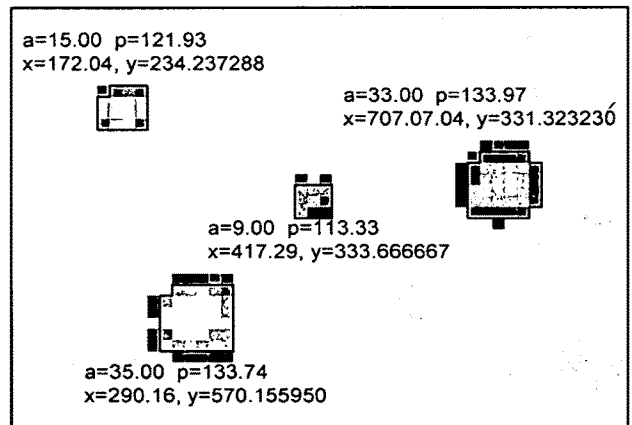 a=15.00 p=121.93
x=172.04, y=234.237288
a=33.00 p=133.97
x=707.07.04, y=331.323230
a=9.00 p=113.33
x=417.29, y=333.666667
a=35.00 p=133.74
x=290.16, y=570.155950